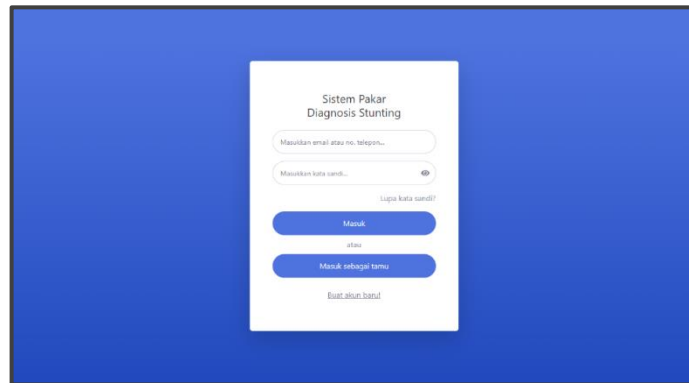 Sistem Pakar
Diagnosis Stunting
Masukkan email atau no. telepon...
Masukkan kata sandi...
Lupa kata sandi?
Masuk
atau
Masuk sebagai tamu
Buat akun baru!